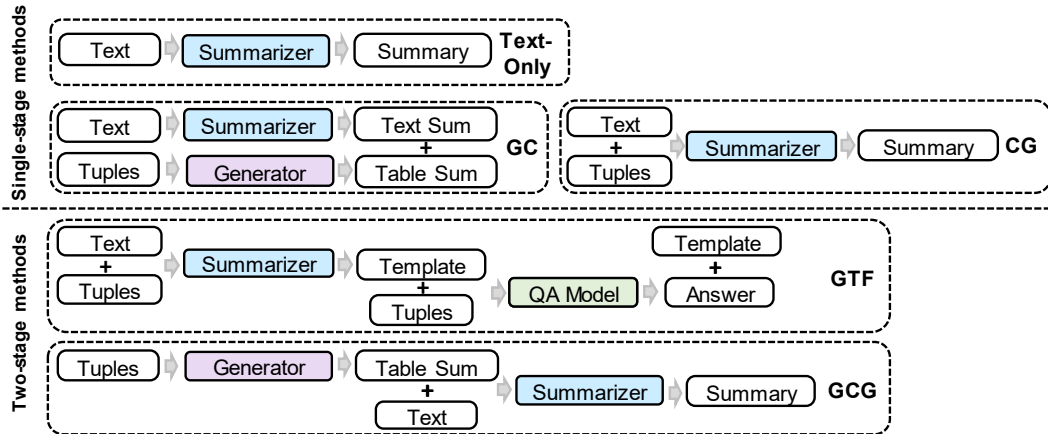 Single-stage methods
Text
Summarizer
Summary
Text-
Only
Text
Summarizer
Text Sum
+
Tuples
Generator
Table Sum
GC
Text
+
Tuples
Summarizer
Summary
CG
Two-stage methods
Text
+
Tuples
Summarizer
Template
+
Tuples
QA Model
Template
+
Answer
GTF
Tuples
Generator
Table Sum
+
Text
Summarizer
Summary
GCG